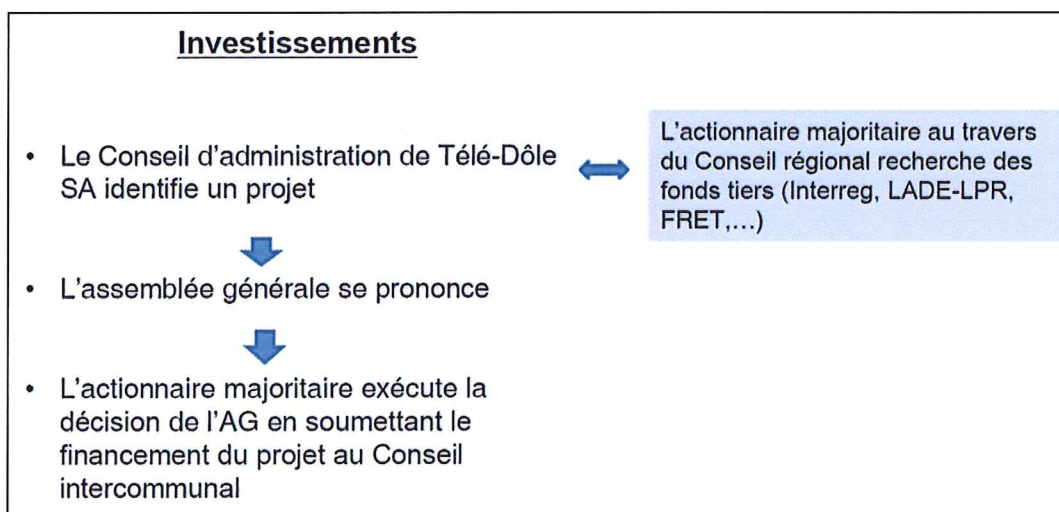 Investissements
• Le Conseil d'administration de Télé-Dôle
SA identifie un projet
L'actionnaire majoritaire au travers
du Conseil régional recherche des
fonds tiers (Interreg, LADE-LPR,
FRET,…)
• L'assemblée générale se prononce
• L'actionnaire majoritaire exécute la
décision de l'AG en soumettant le
financement du projet au Conseil
intercommunal